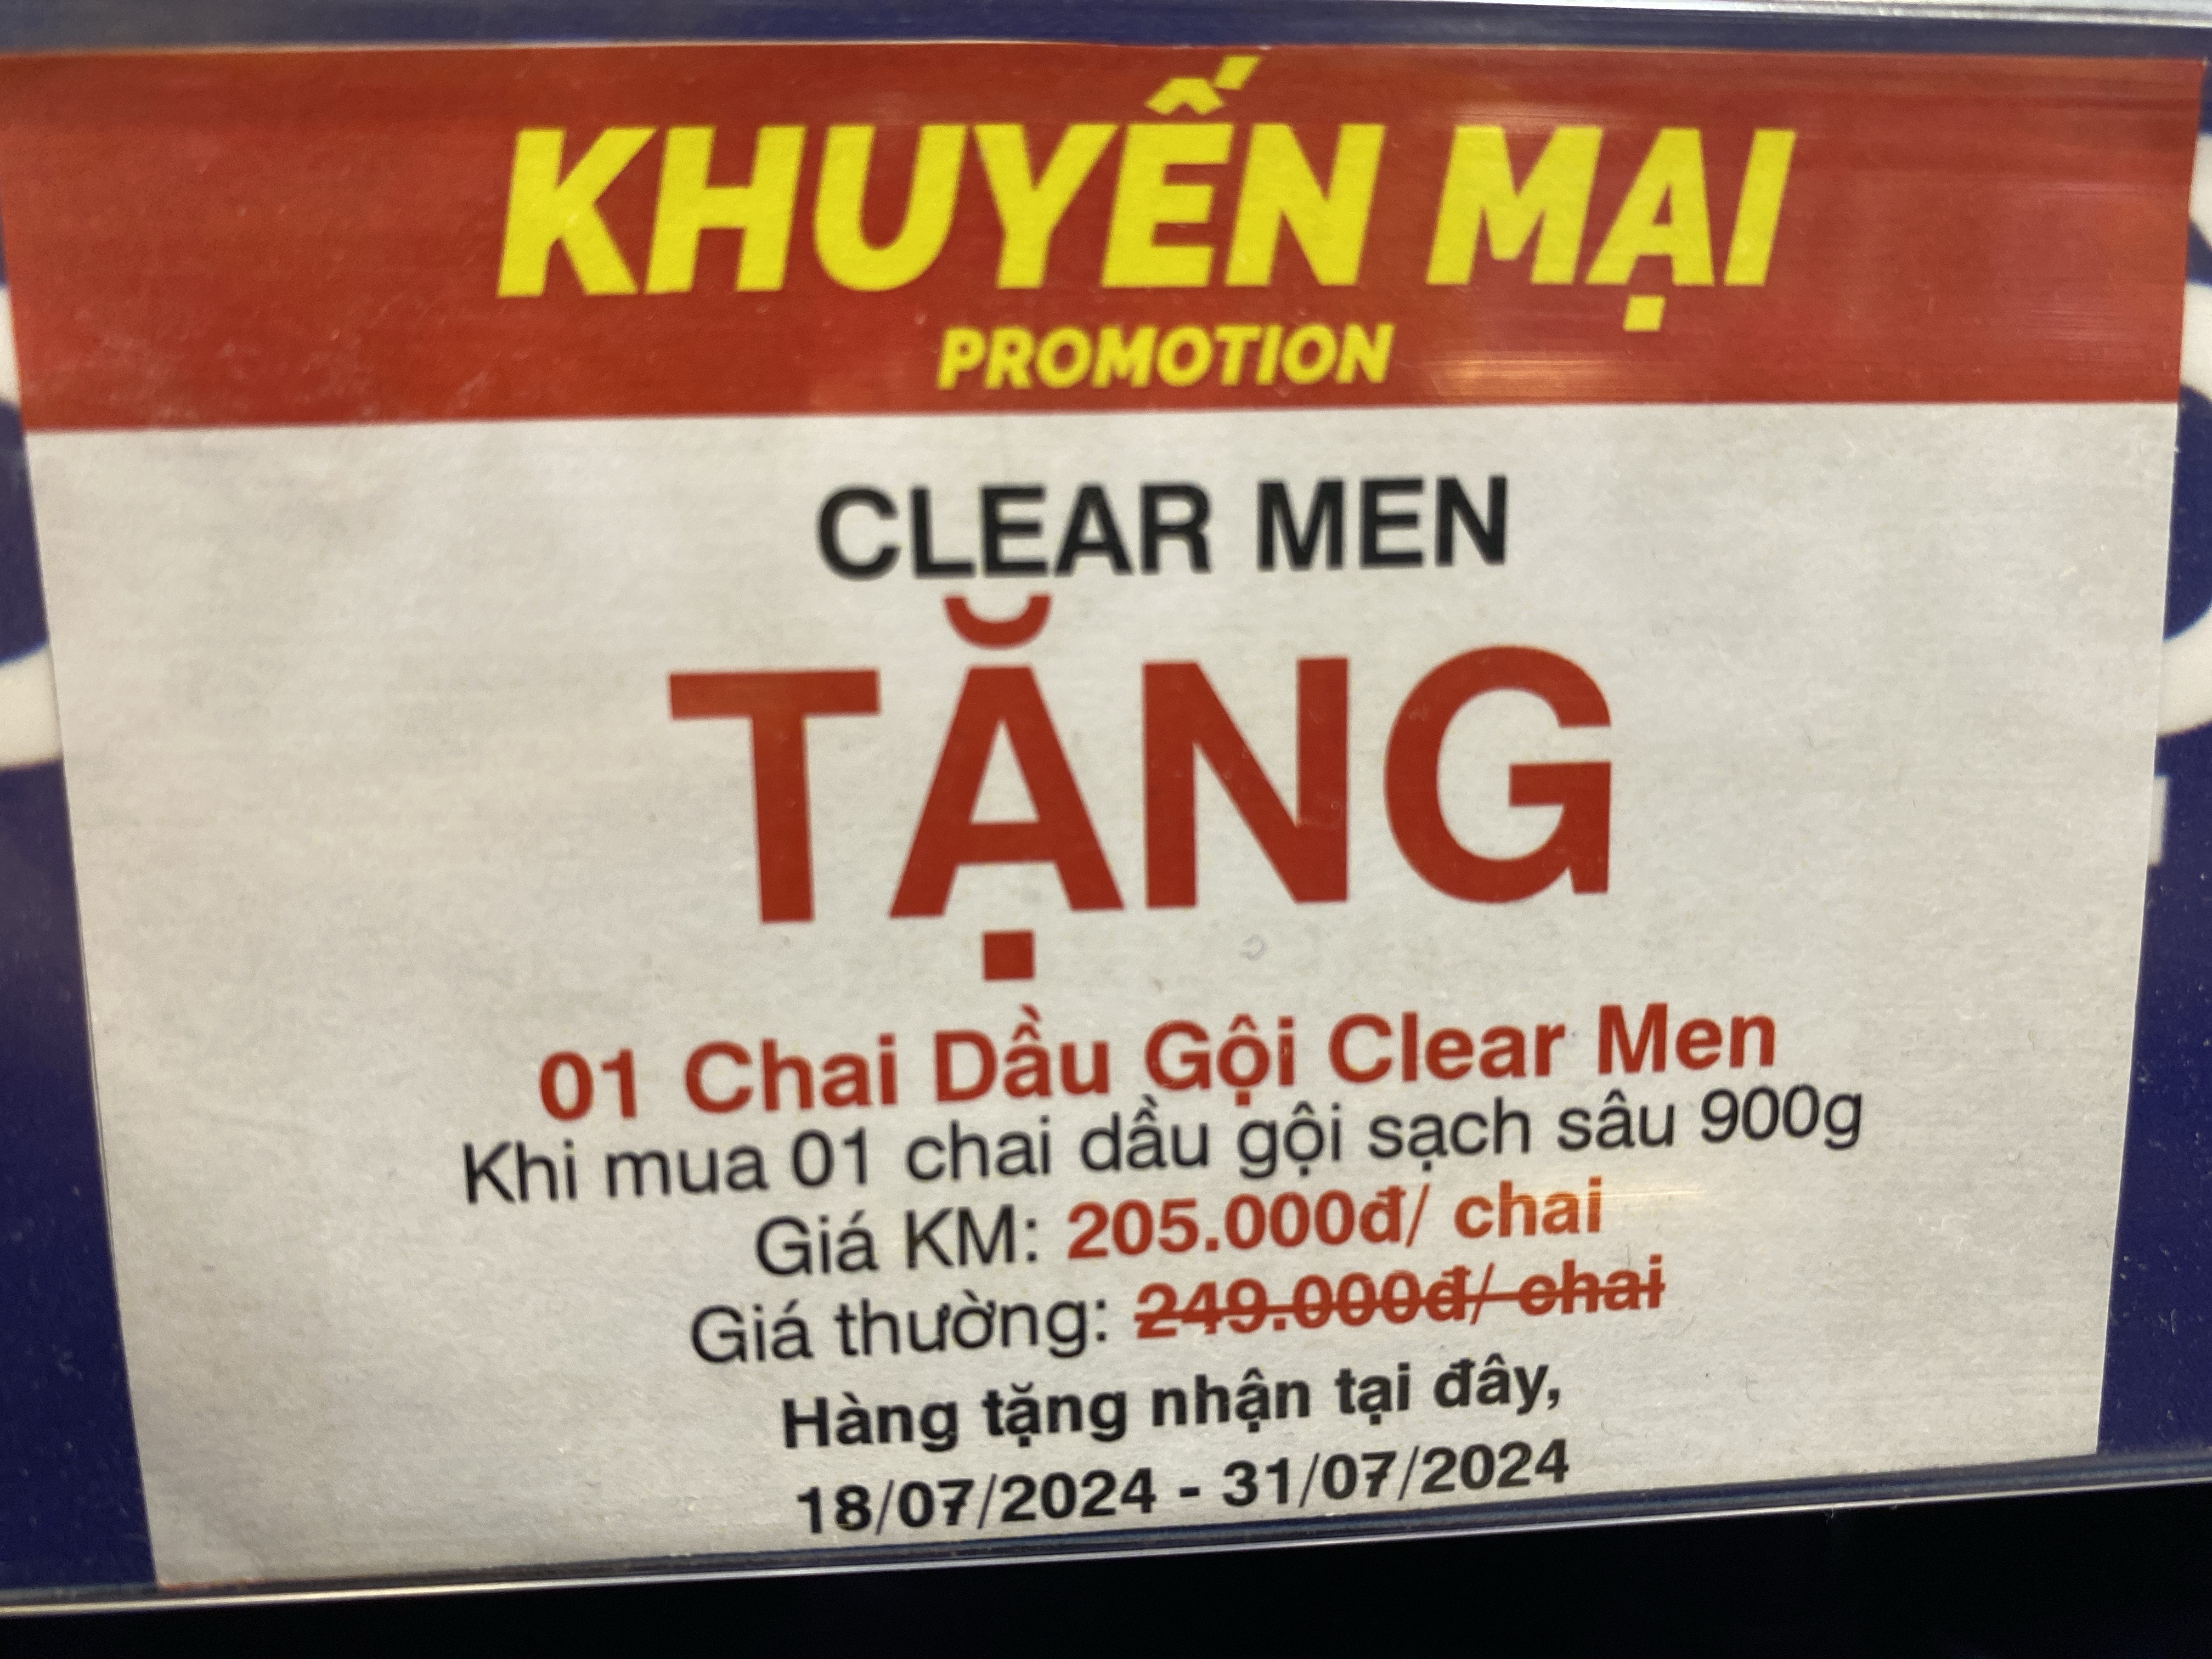 KHUYẾN MẠI
PROMOTION
CLEAR MEN
TẶNG
01 Chai Dầu Gội Clear Men
Khi mua 01 chai dầu gội sạch sâu 900g
Giá KM: 205.000đ/ chai
Giá thường: 249.000đ/ chai
Hàng tặng nhận tại đây,
18/07/2024 - 31/07/2024